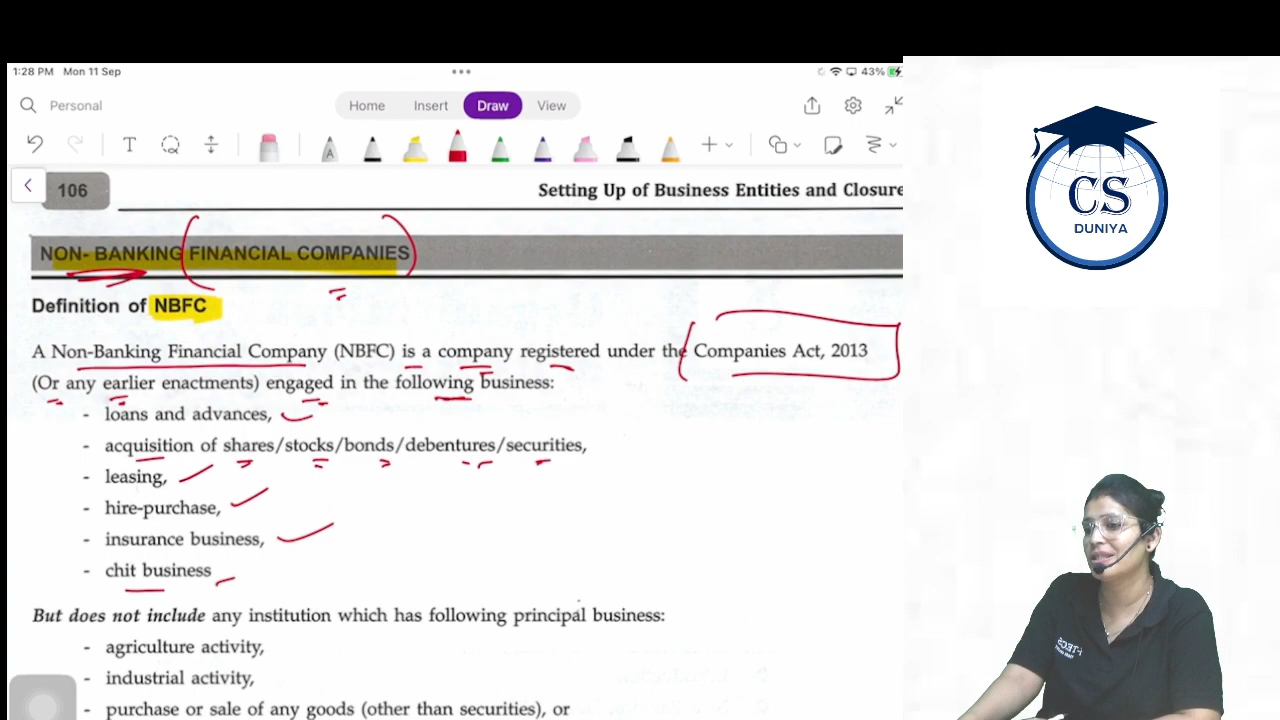 1:28 PM Mon 11 Sep
43%
Personal
Home Insert Draw View
T
A
106
Setting Up of Business Entities and Closure
NON- BANKING FINANCIAL COMPANIES
Definition of NBFC
A Non-Banking Financial Company (NBFC) is a company registered under the Companies Act, 2013
(Or any earlier enactments) engaged in the following business:
- loans and advances,
- acquisition of shares/stocks/bonds/debentures/securities,
- leasing,
- hire-purchase,
- insurance business,
- chit business
But does not include any institution which has following principal business:
- agriculture activity,
- industrial activity,
- purchase or sale of any goods (other than securities), or
CS
DUNIYA